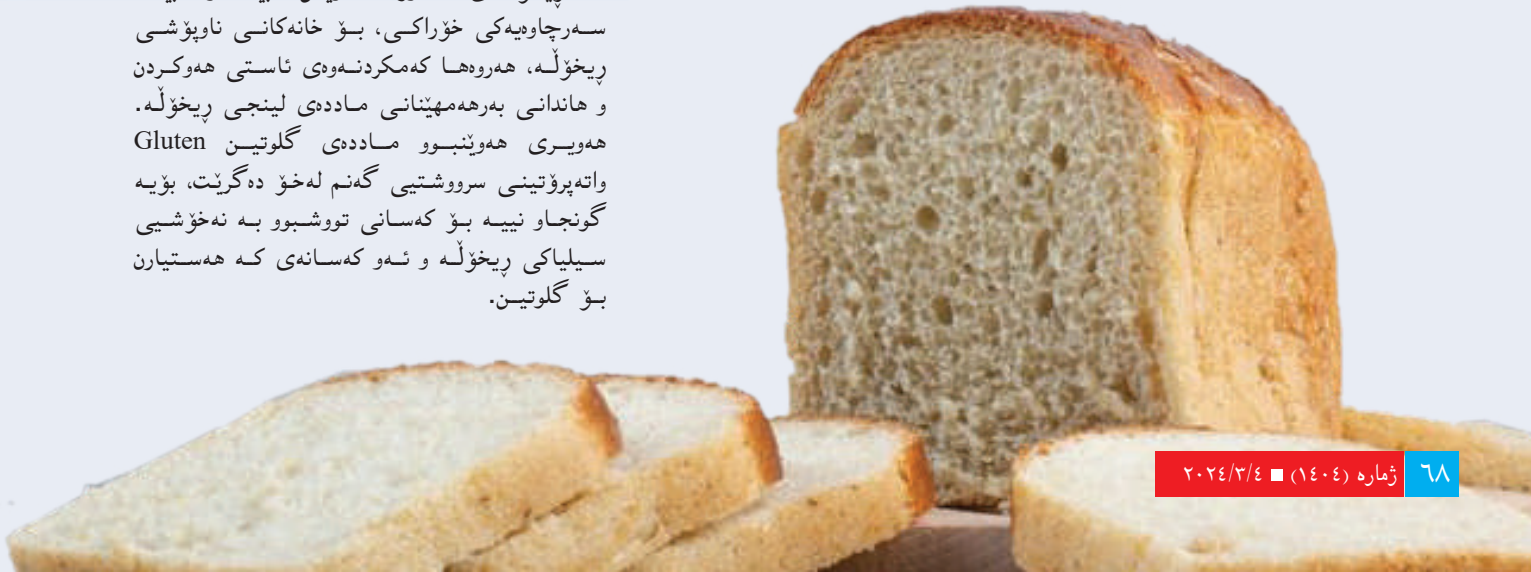 سەرچاوەیەکی خۆراکی، بۆ خانەکانی ناوپۆشی
ڕیخۆڵە، هەروەها کەمکردنەوەی ئاستی هەوکردن
و هاندانی بەرهەمهێنانی ماددەی لینجی ڕیخۆڵە.
هەویری هەوێنبوو ماددەی گلوتین Gluten
واتەپرۆتینی سرووشتیی گەنم لەخۆ دەگرێت، بۆیە
گونجاو نییە بۆ کەسانی تووشبوو بە نەخۆشیی
سیلیاکی ڕیخۆڵە و ئەو کەسانەی کە هەستیارن
بۆ گلوتین.
٦٨ ژمارە (١٤٠٤) ■ ٢٠٢٤/٣/٤